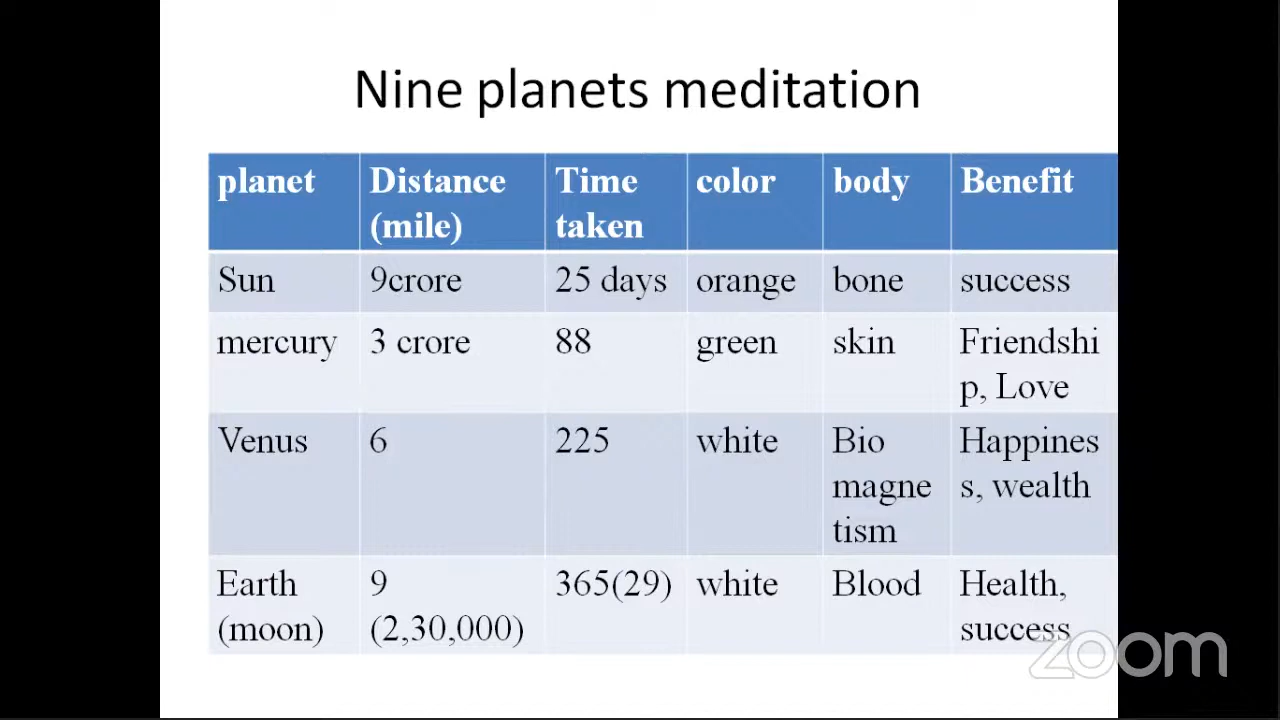 Nine planets meditation
planet Distance (mile) Time taken color body Benefit
Sun 9crore 25 days orange bone success
mercury 3 crore 88 green skin Friendshi
p, Love
Venus 6 225 white Bio magne tism Happines
s, wealth
Earth (moon) 9 (2,30,000) 365(29) white Blood Health, success
zoom